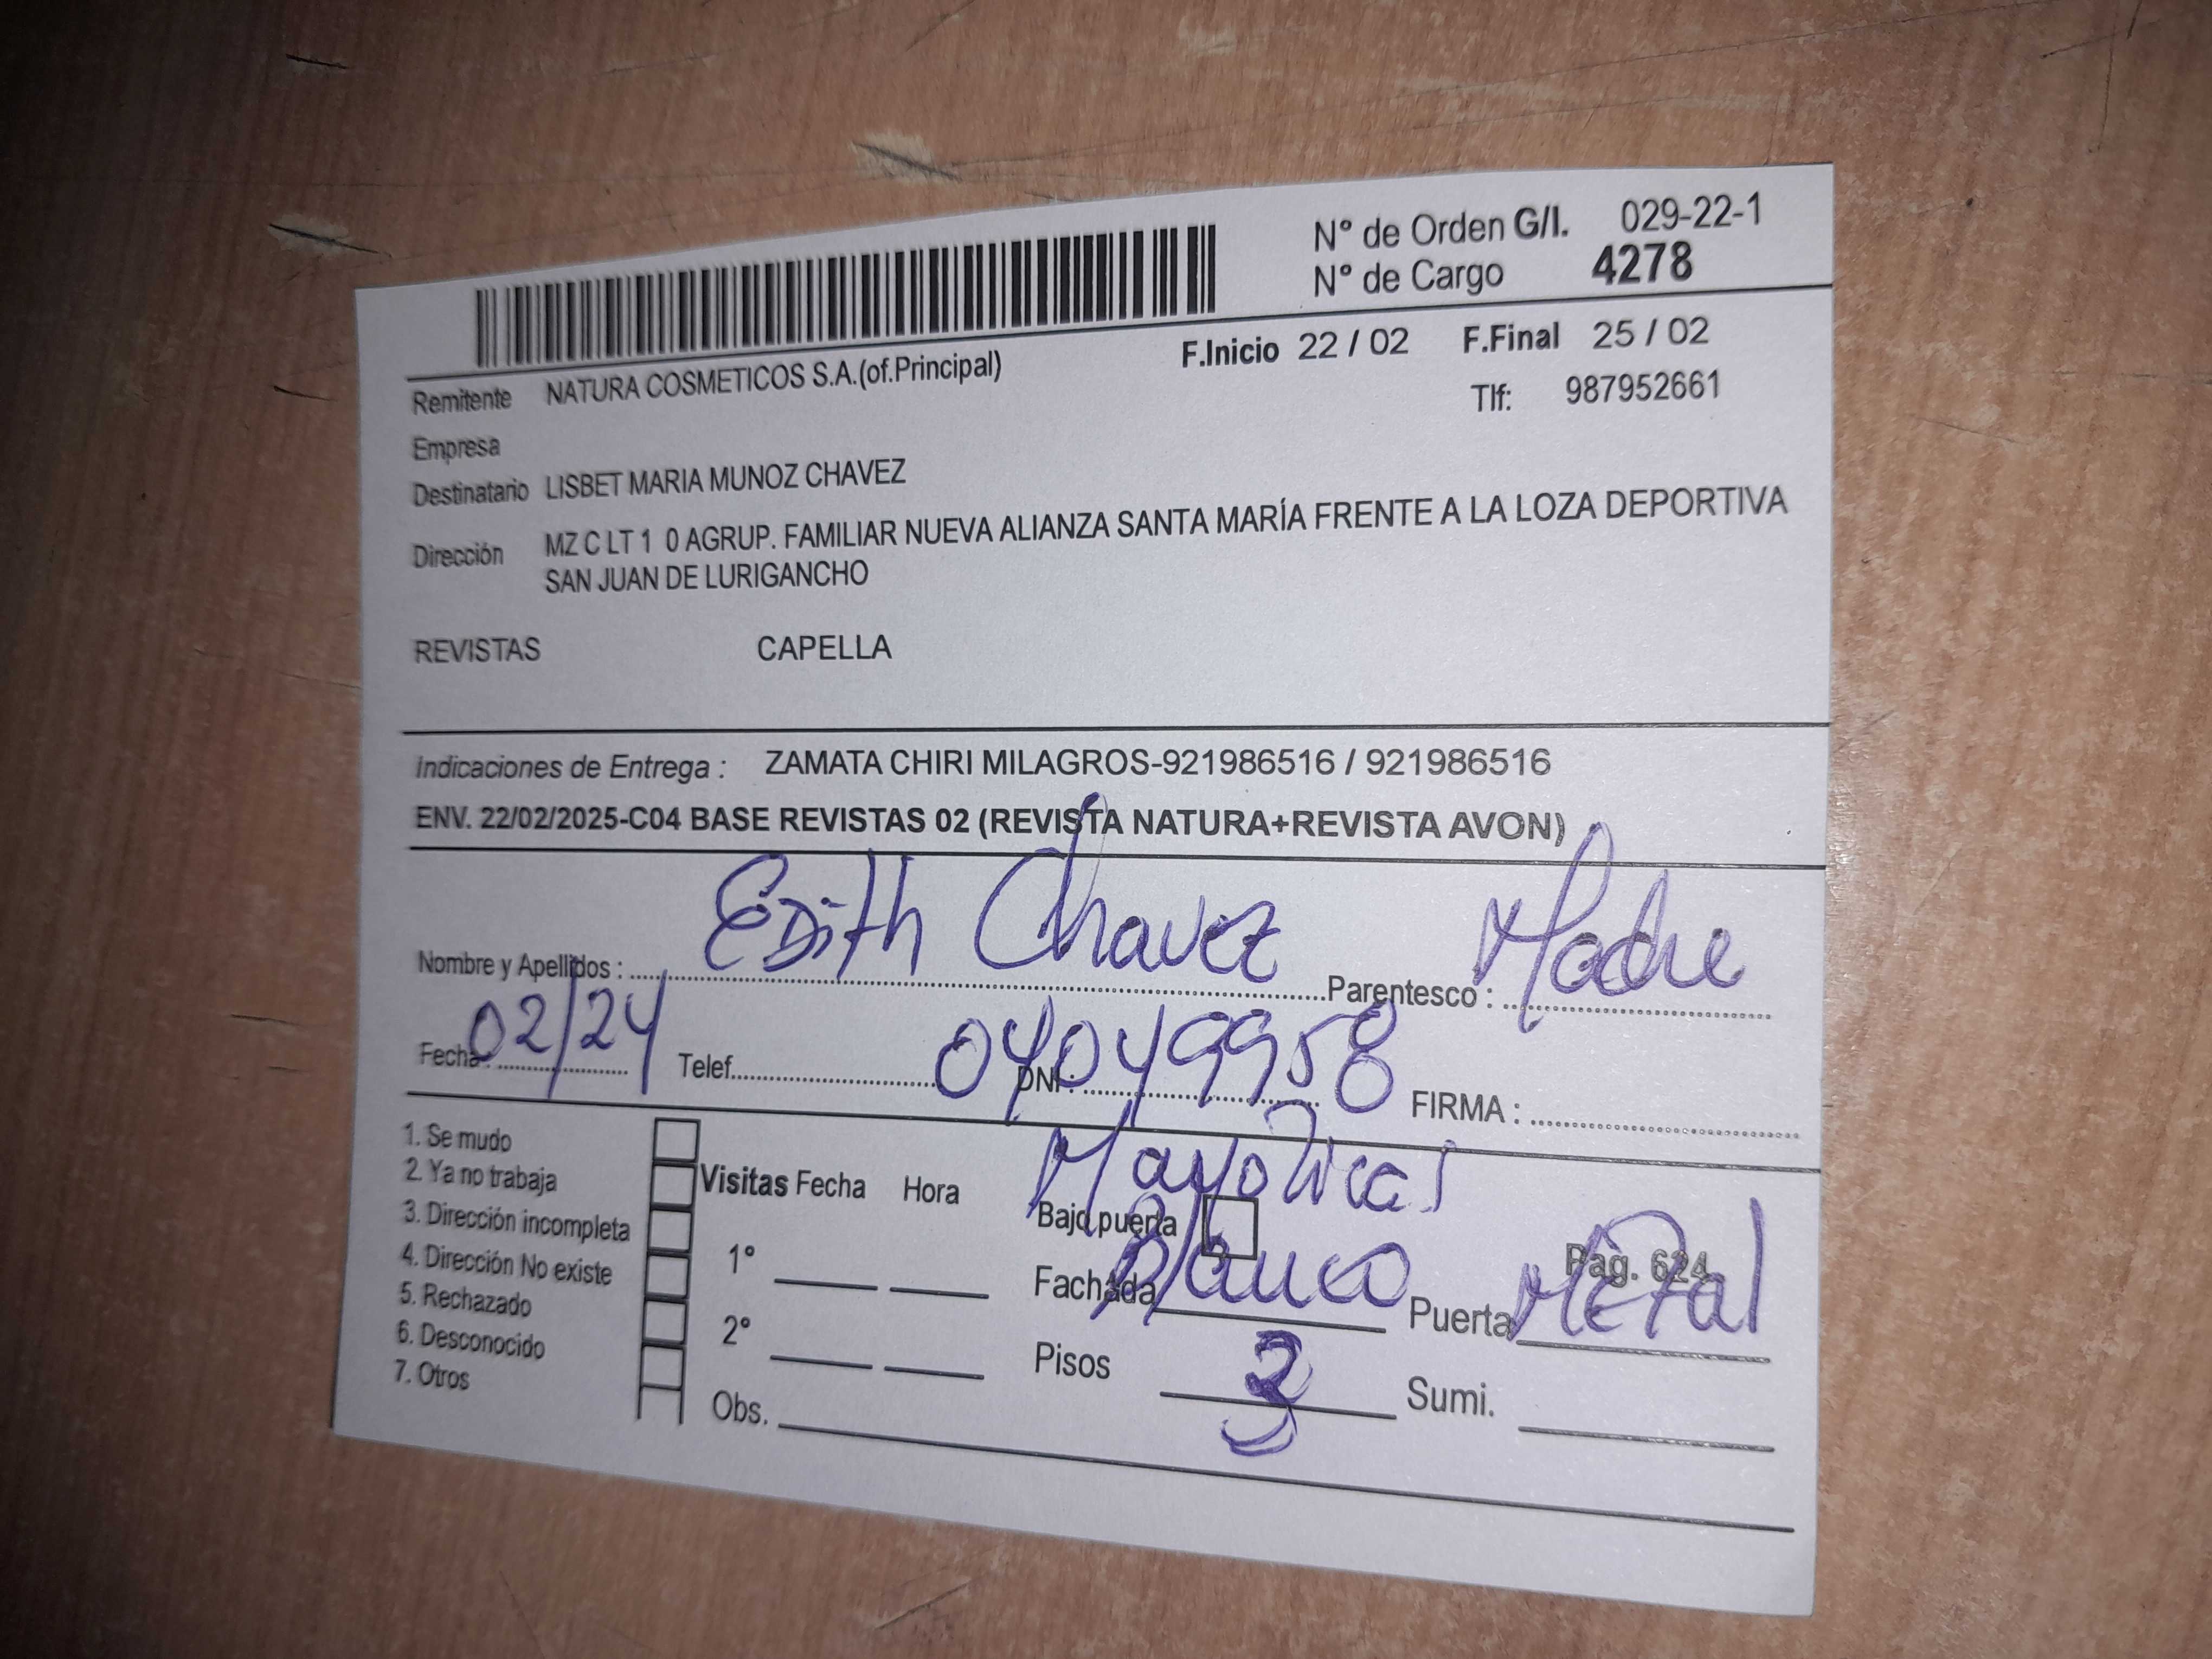 N° de Orden G/I. 029-22-1
N° de Cargo 4278
F.Inicio 22 / 02 F.Final 25 / 02
Remitente NATURA COSMETICOS S.A.(of.Principal)
Tlf: 987952661
Empresa
Destinatario LISBET MARIA MUNOZ CHAVEZ
Dirección MZ C LT 1 0 AGRUP. FAMILIAR NUEVA ALIANZA SANTA MARÍA FRENTE A LA LOZA DEPORTIVA
SAN JUAN DE LURIGANCHO
REVISTAS CAPELLA
Indicaciones de Entrega : ZAMATA CHIRI MILAGROS-921986516 / 921986516
ENV. 22/02/2025-C04 BASE REVISTAS 02 (REVISTA NATURA+REVISTA AVON)
Nombre y Apellidos : Edith Chavez Parentesco : Madre
Fecha : 02/24 Telef. DNI : 04049958 FIRMA :
1. Se mudo
2. Ya no trabaja
3. Dirección incompleta
4. Dirección No existe
5. Rechazado
6. Desconocido
7. Otros
Visitas Fecha Hora
1°
2°
Obs.
Mayolicas
Bajo puerta
Pag. 624
Fachada Blanco Puerta Metal
Pisos Sumi.